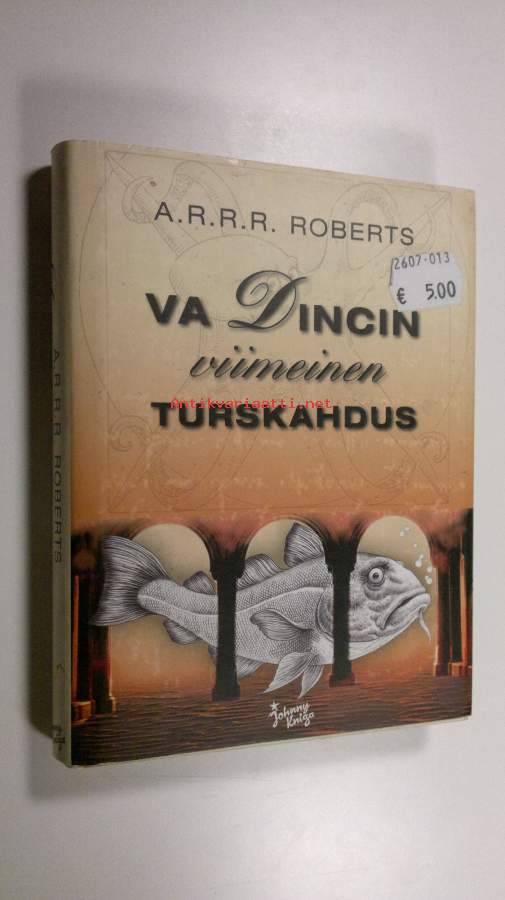 A.R.R.R. ROBERTS
2607-013
€ 5.00
VA DINCIN
viimeinen
Antikvariaatti.net
TURSKAHDUS
A.R.R.R. ROBERTS
Johnny
Kniga